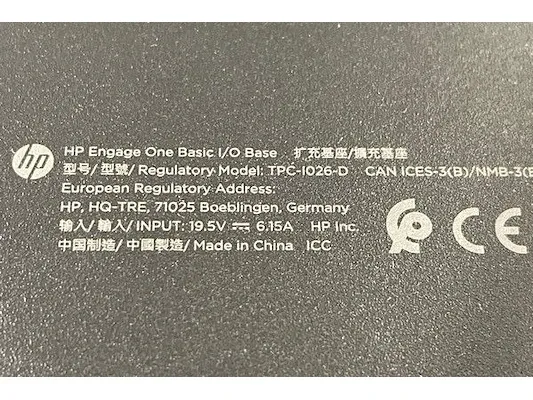 hp HP Engage One Basic I/O Base 扩充基座/擴充基座
型号/ 型號/ Regulatory Model: TPC-I026-D CAN ICES-3(B)/NMB-3(B
European Regulatory Address:
HP, HQ-TRE, 71025 Boeblingen, Germany
输入/ 輸入/ INPUT: 19.5V ⎓ 6.15A HP Inc.
中国制造/ 中國製造/ Made in China ICC
CE